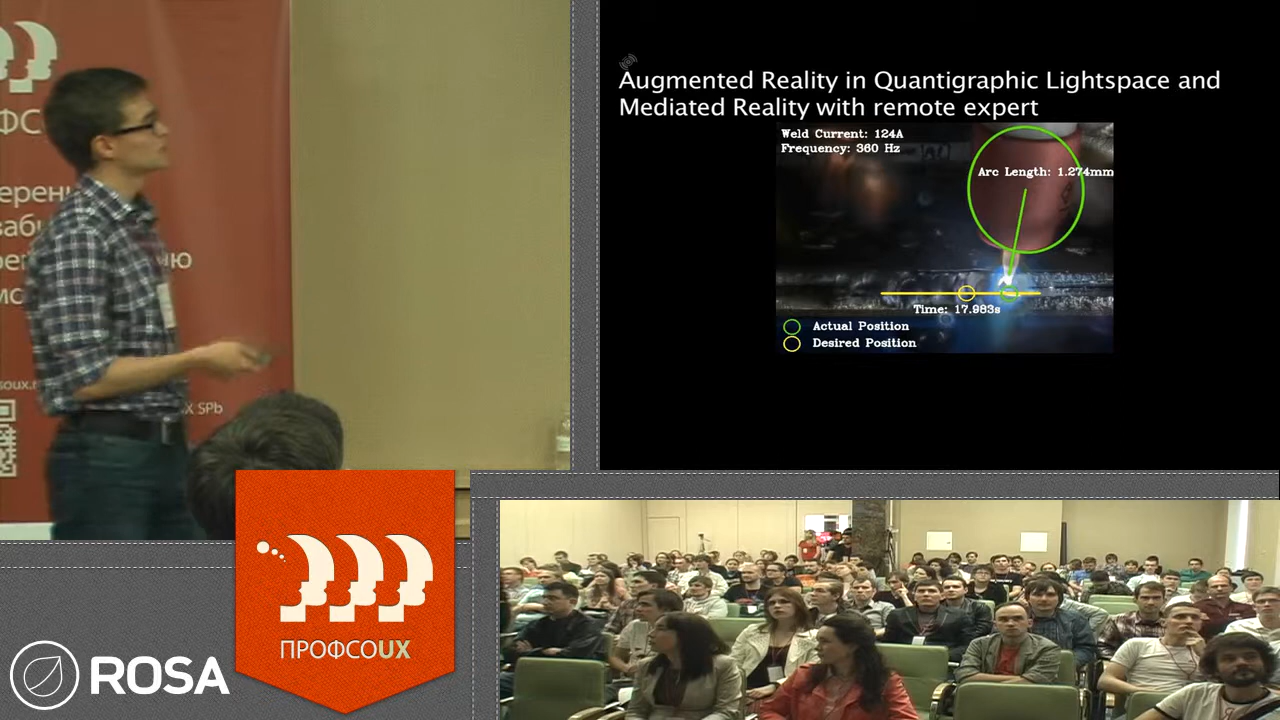 Augmented Reality in Quantigraphic Lightspace and
Mediated Reality with remote expert
Weld Current: 124A
Frequency: 360 Hz
Arc Length: 1.274mm
Time: 17.983s
Actual Position
Desired Position
X SPb
ПРОФСОUX
ROSA